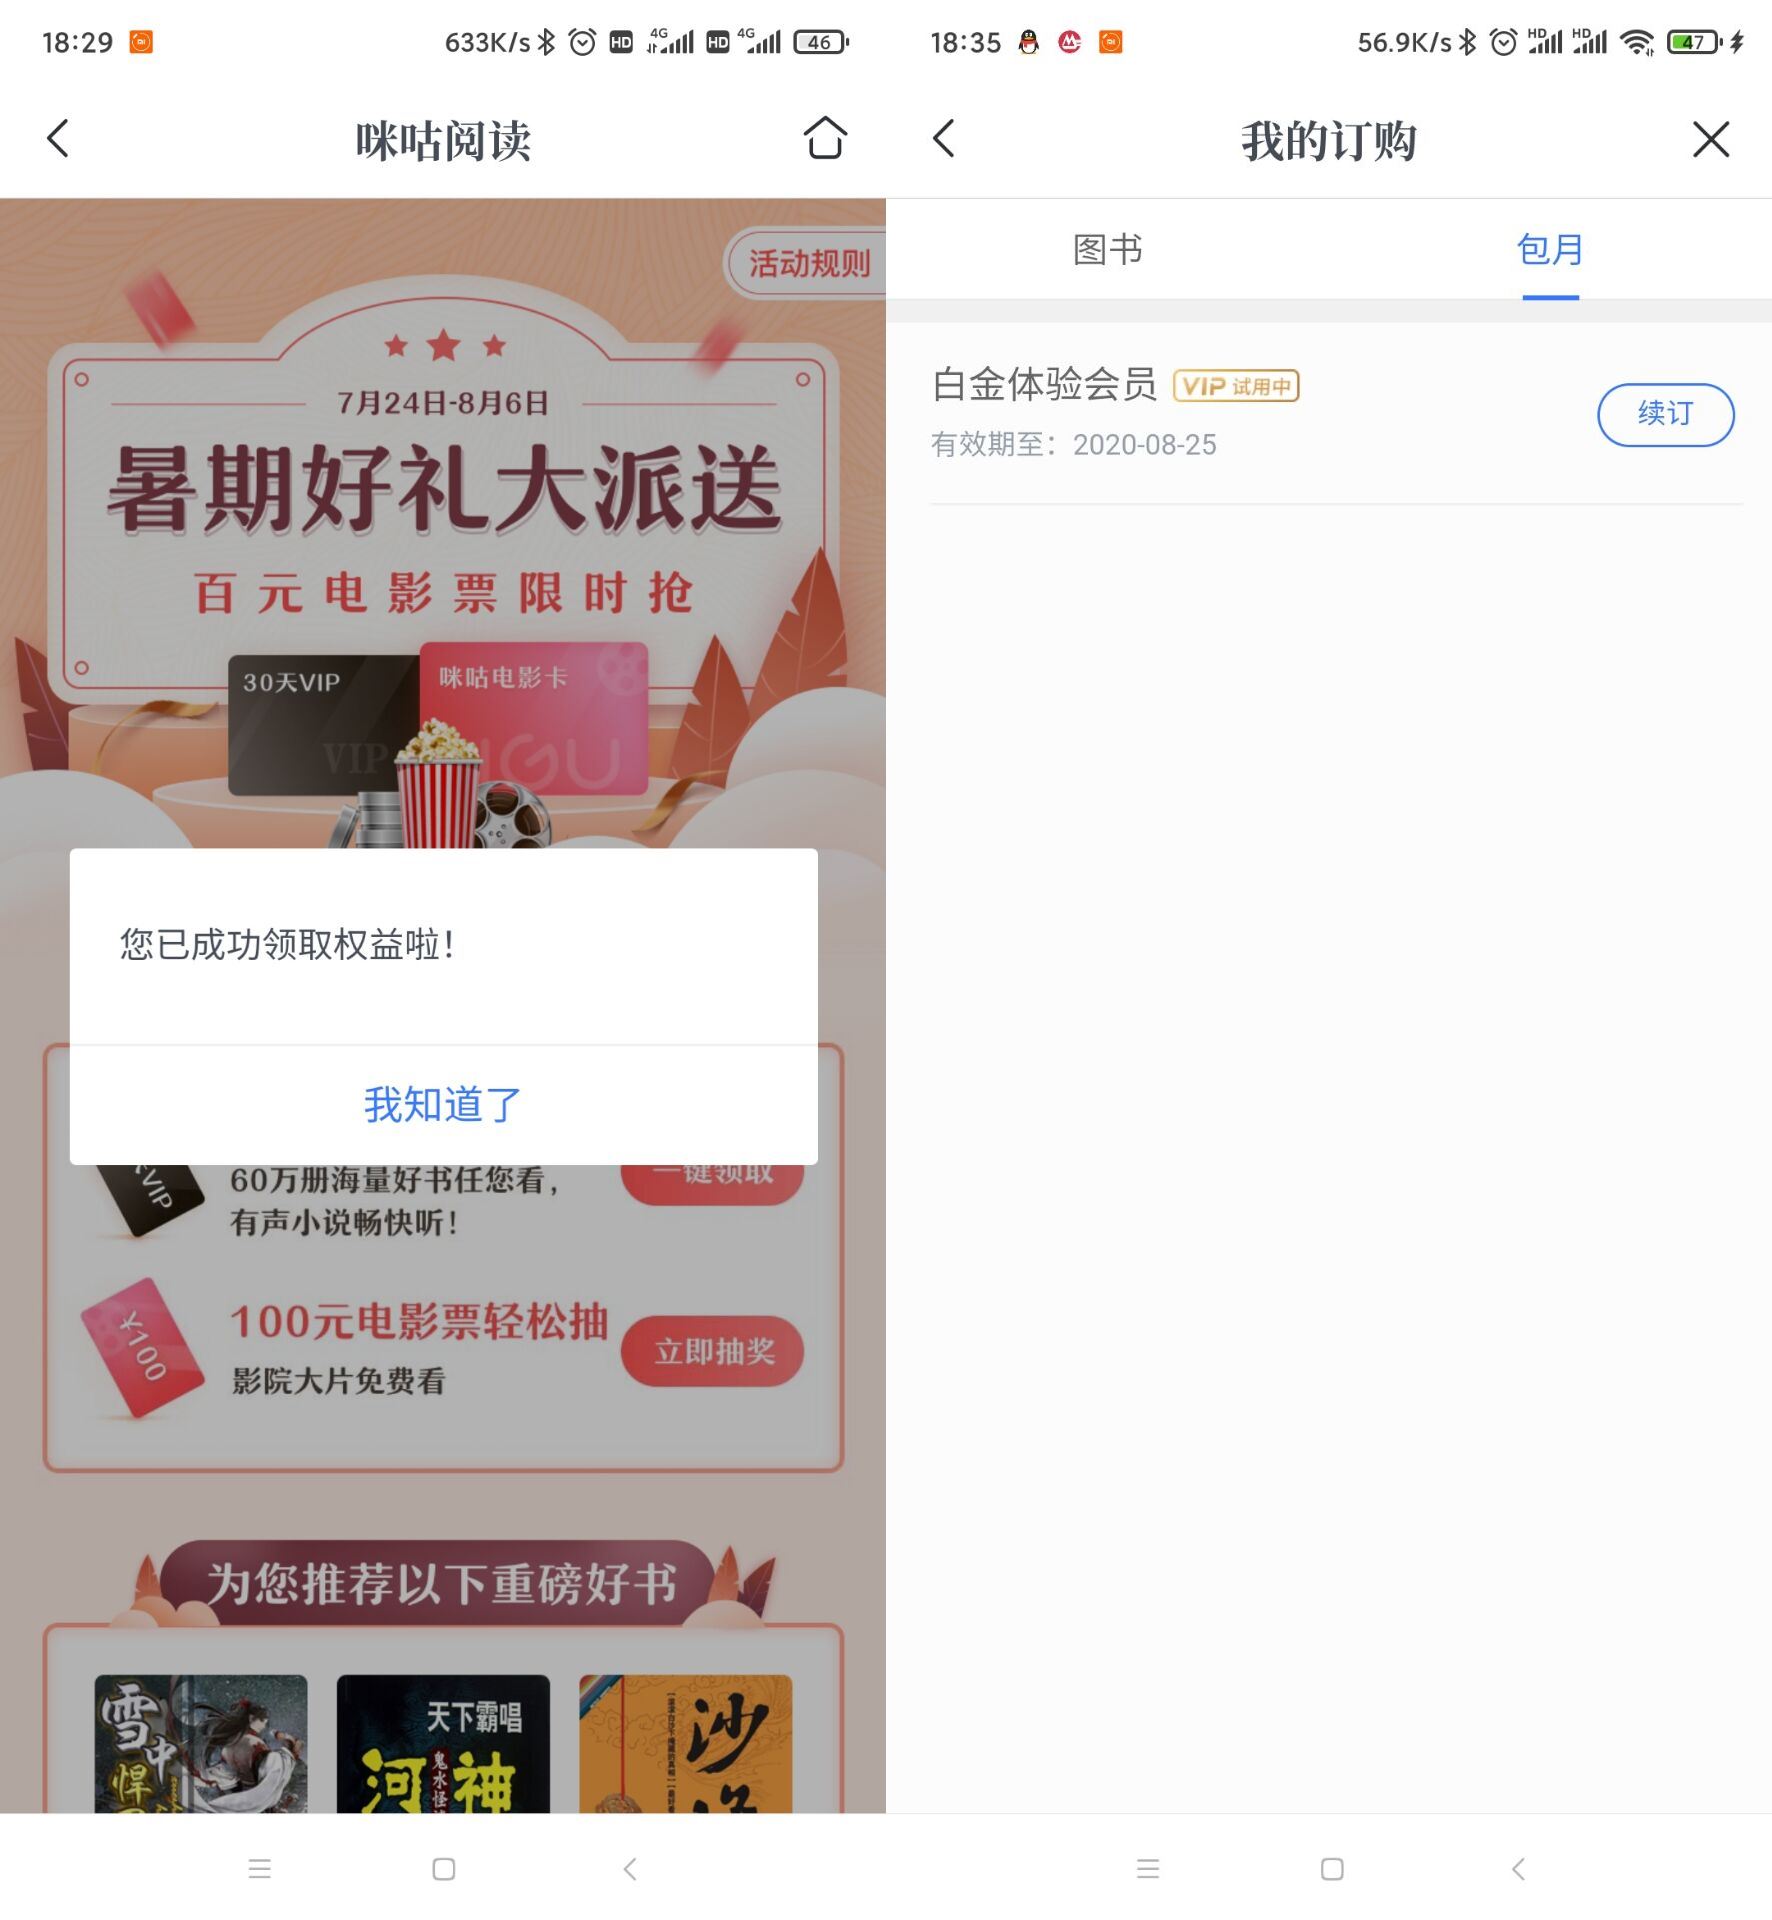 18:29
633K/s
HD
4G
HD
4G
46
咪咕阅读
活动规则
7月24日-8月6日
暑期好礼大派送
百元电影票限时抢
30天VIP
咪咕电影卡
VIP
IGU
您已成功领取权益啦！
我知道了
VIP
60万册海量好书任您看，
有声小说畅快听！
一键领取
¥100
100元电影票轻松抽
影院大片免费看
立即抽奖
为您推荐以下重磅好书
雪中悍
天下霸唱
河神
鬼水怪
沙
18:35
56.9K/s
HD
HD
47
我的订购
图书
包月
白金体验会员
VIP 试用中
续订
有效期至：2020-08-25